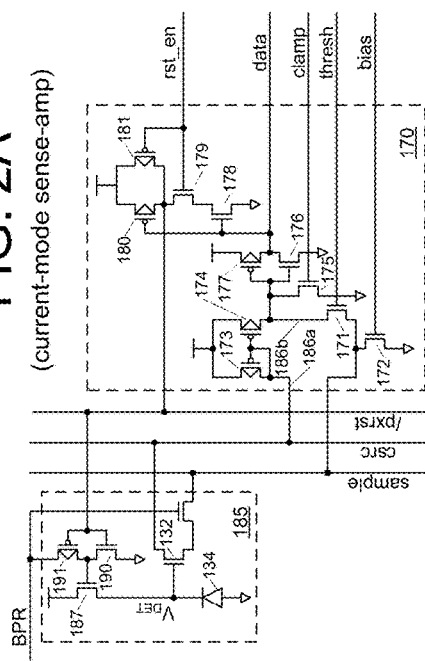 FIG. 2A
(current-mode sense-amp)
rst_en
data
clamp
thresh
bias
181
180
179
178
177
176
175
174
173
172
171
170
186b
186a
/pxrst
csrc
sample
BPR
191
190
187
132
134
185
VDET